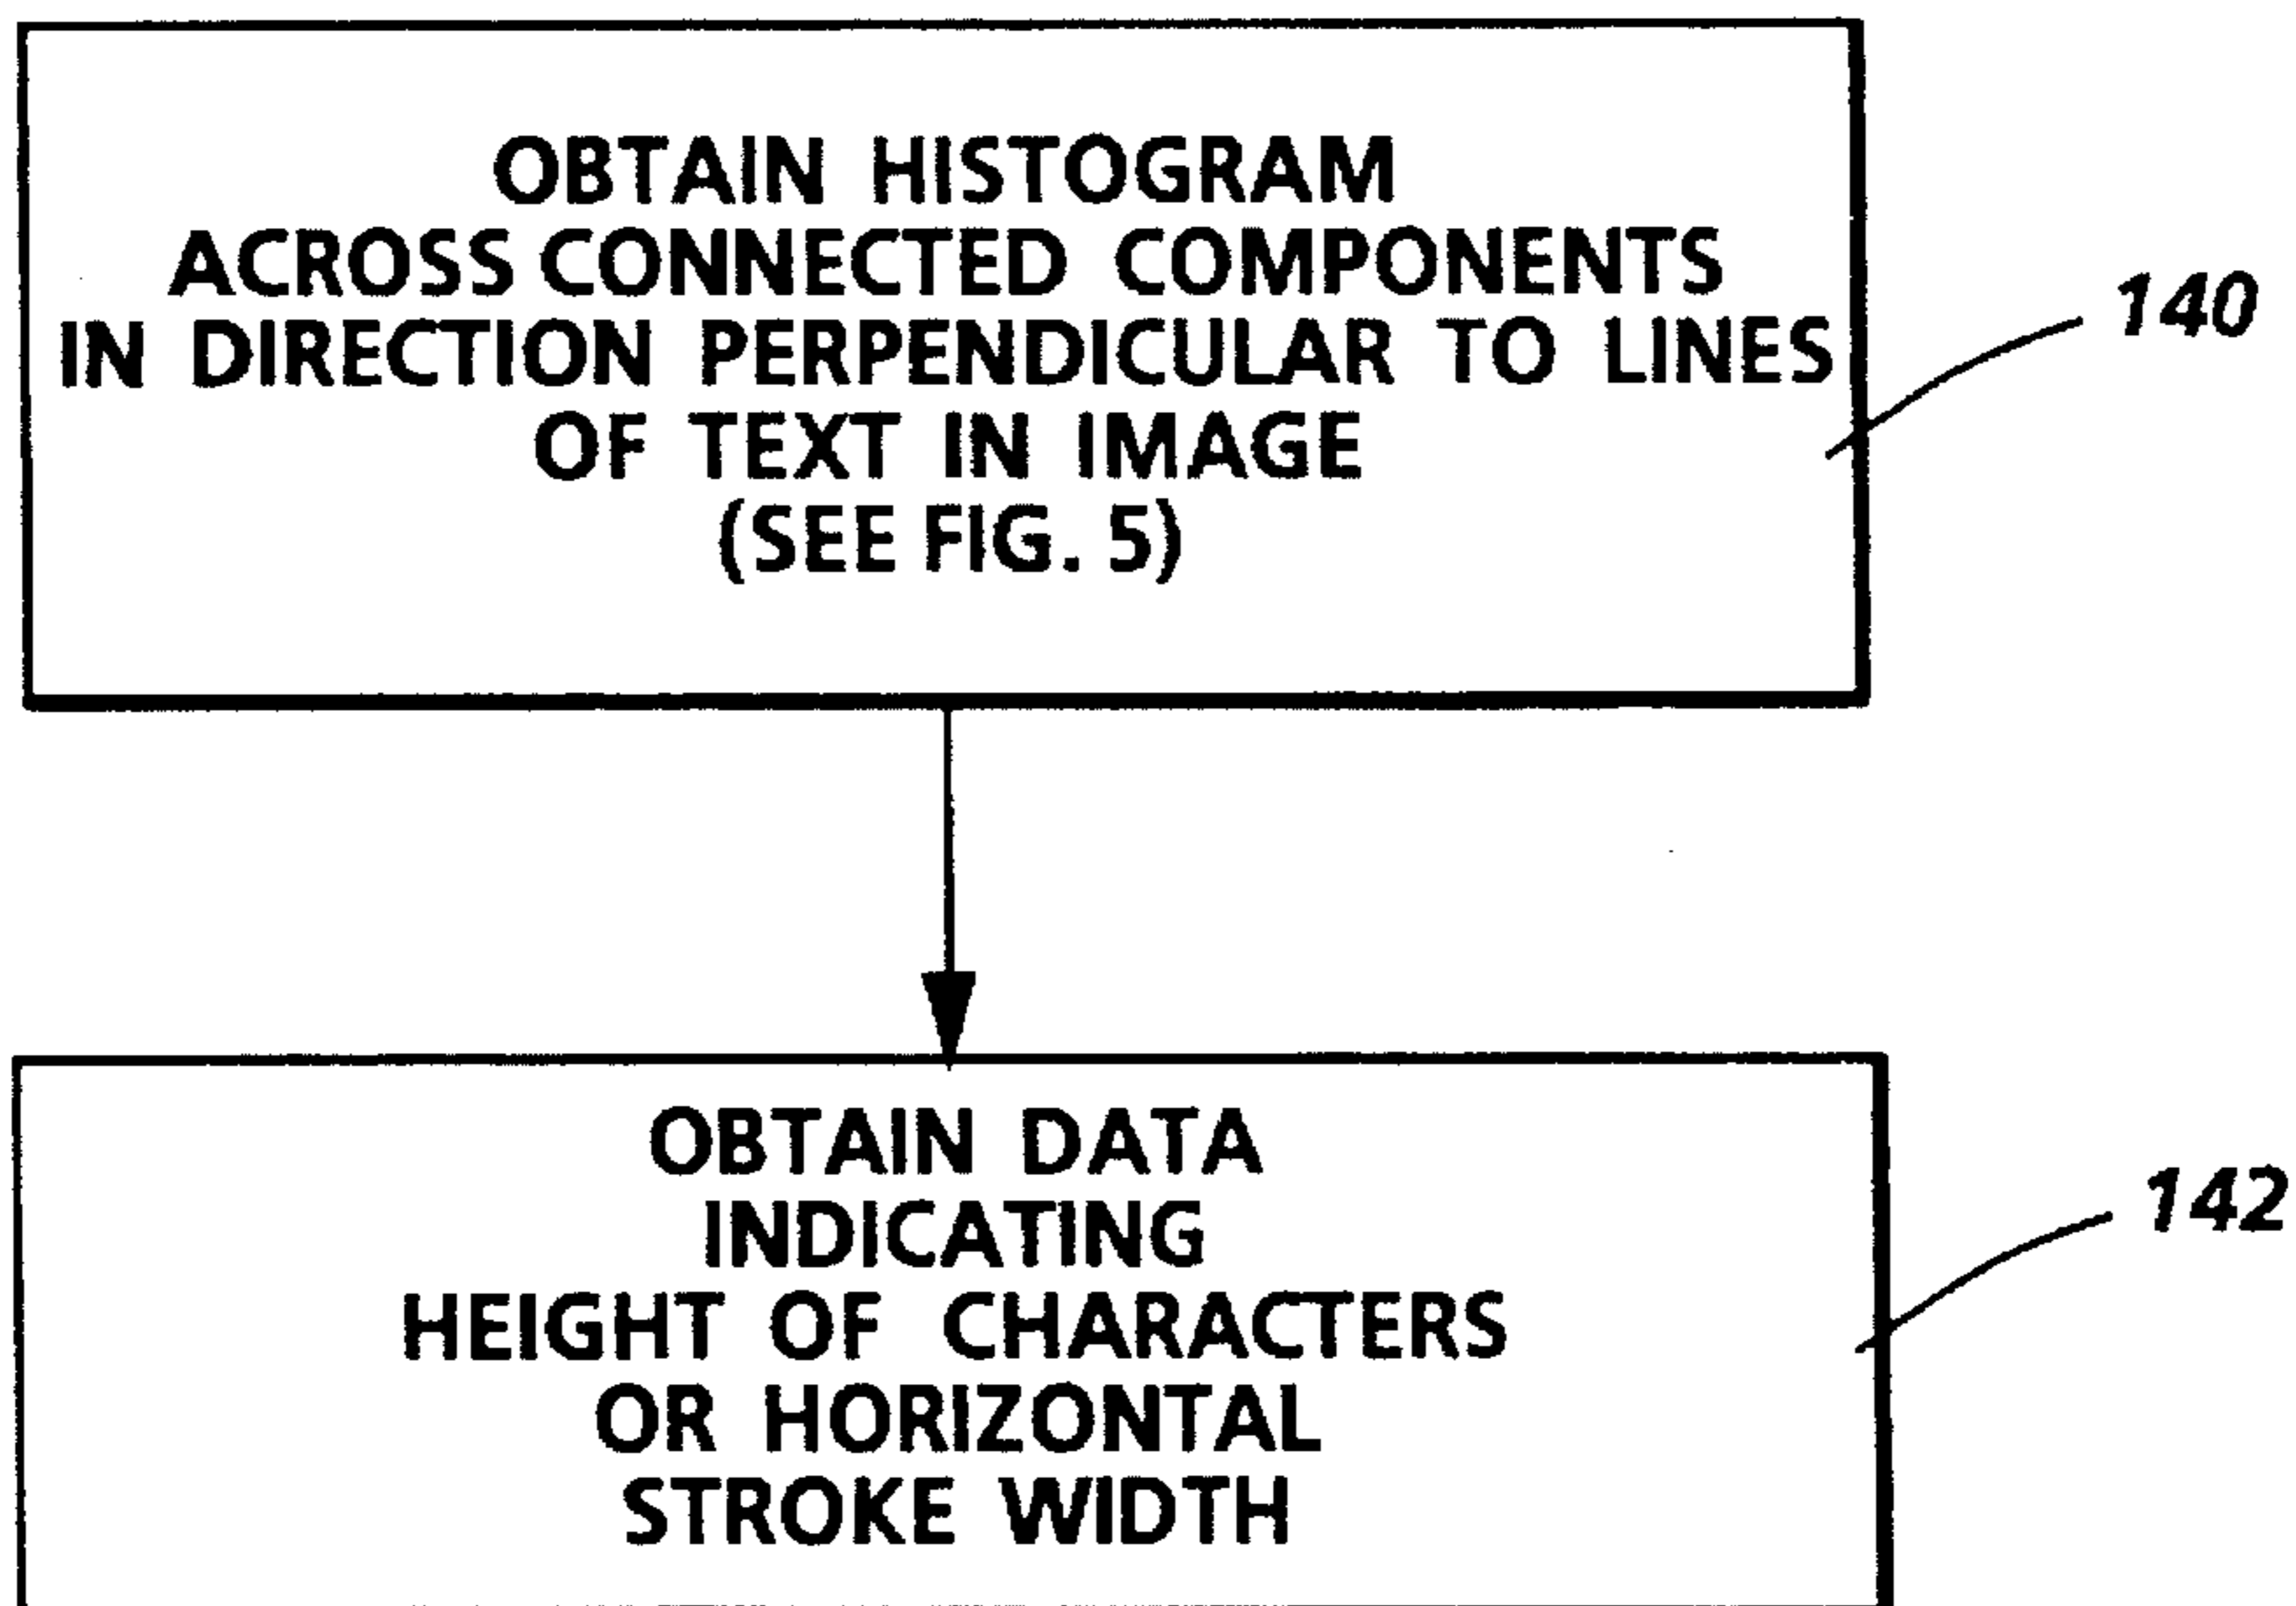 OBTAIN HISTOGRAM
ACROSS CONNECTED COMPONENTS
IN DIRECTION PERPENDICULAR TO LINES
OF TEXT IN IMAGE
(SEE FIG. 5)
140
OBTAIN DATA
INDICATING
HEIGHT OF CHARACTERS
OR HORIZONTAL
STROKE WIDTH
142